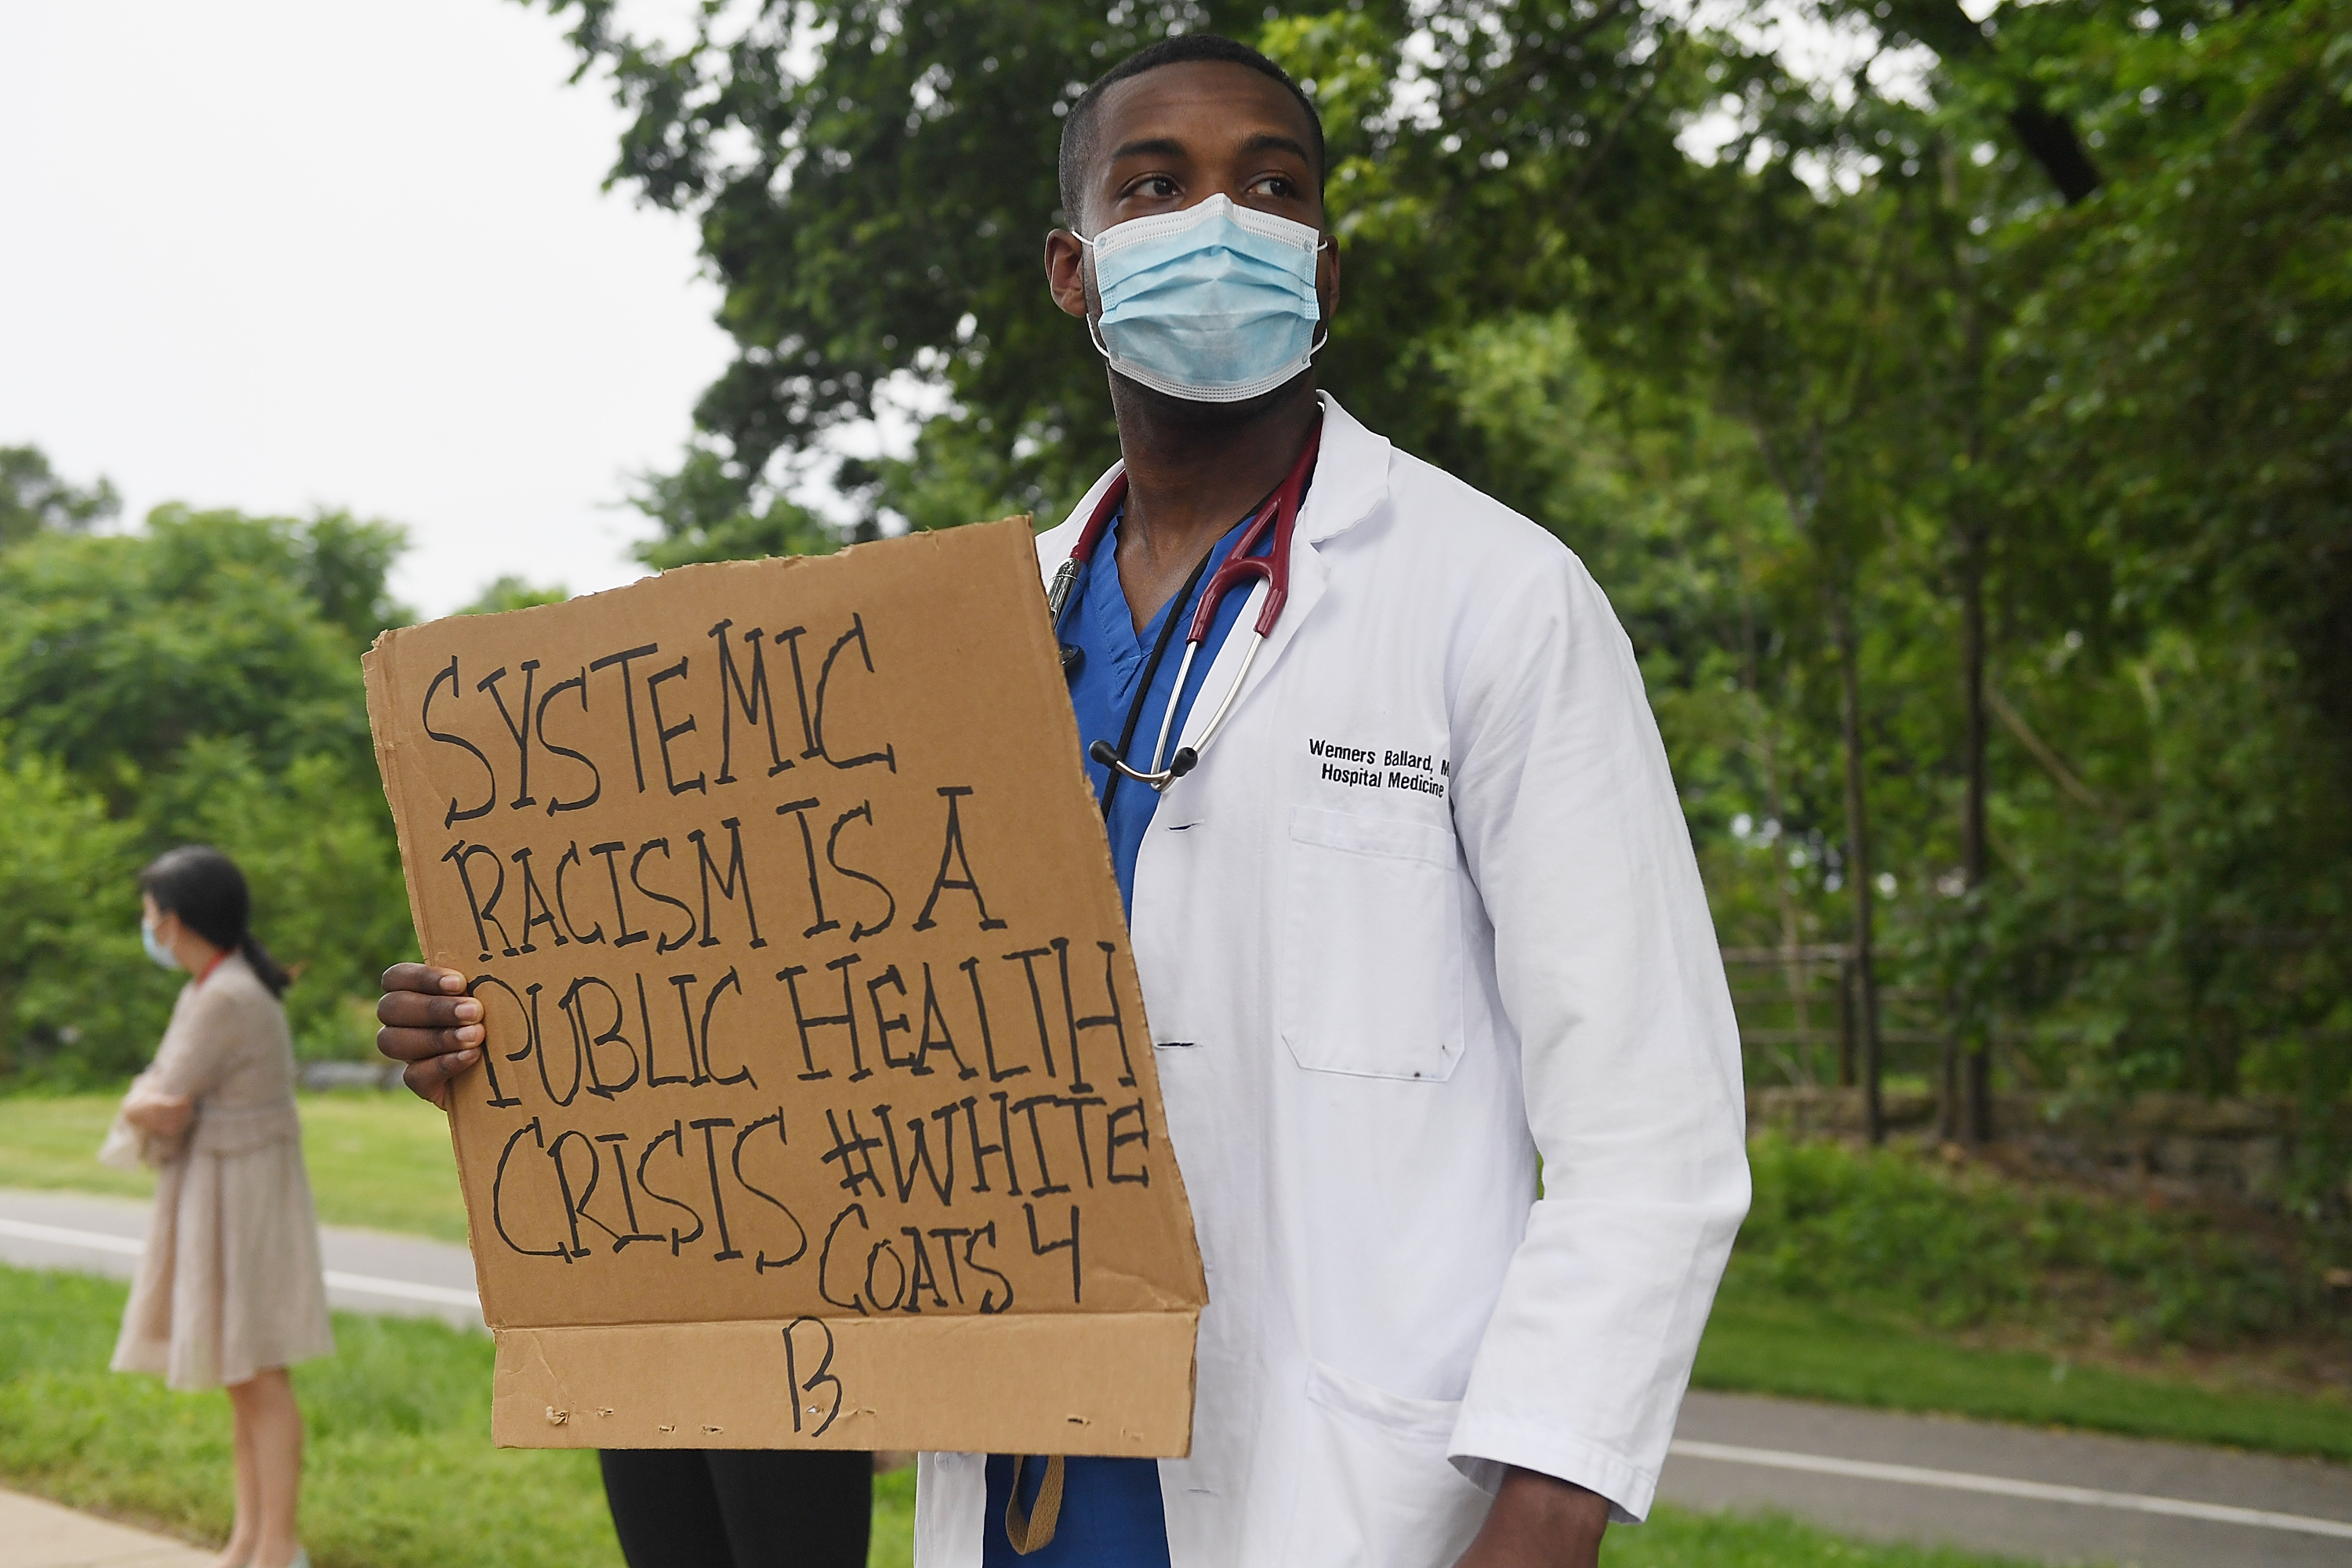 SYSTEMIC
RACISM IS A
PUBLIC HEALTH
CRISIS #WHITE
COATS 4
B
Wenners Ballard, M
Hospital Medicine